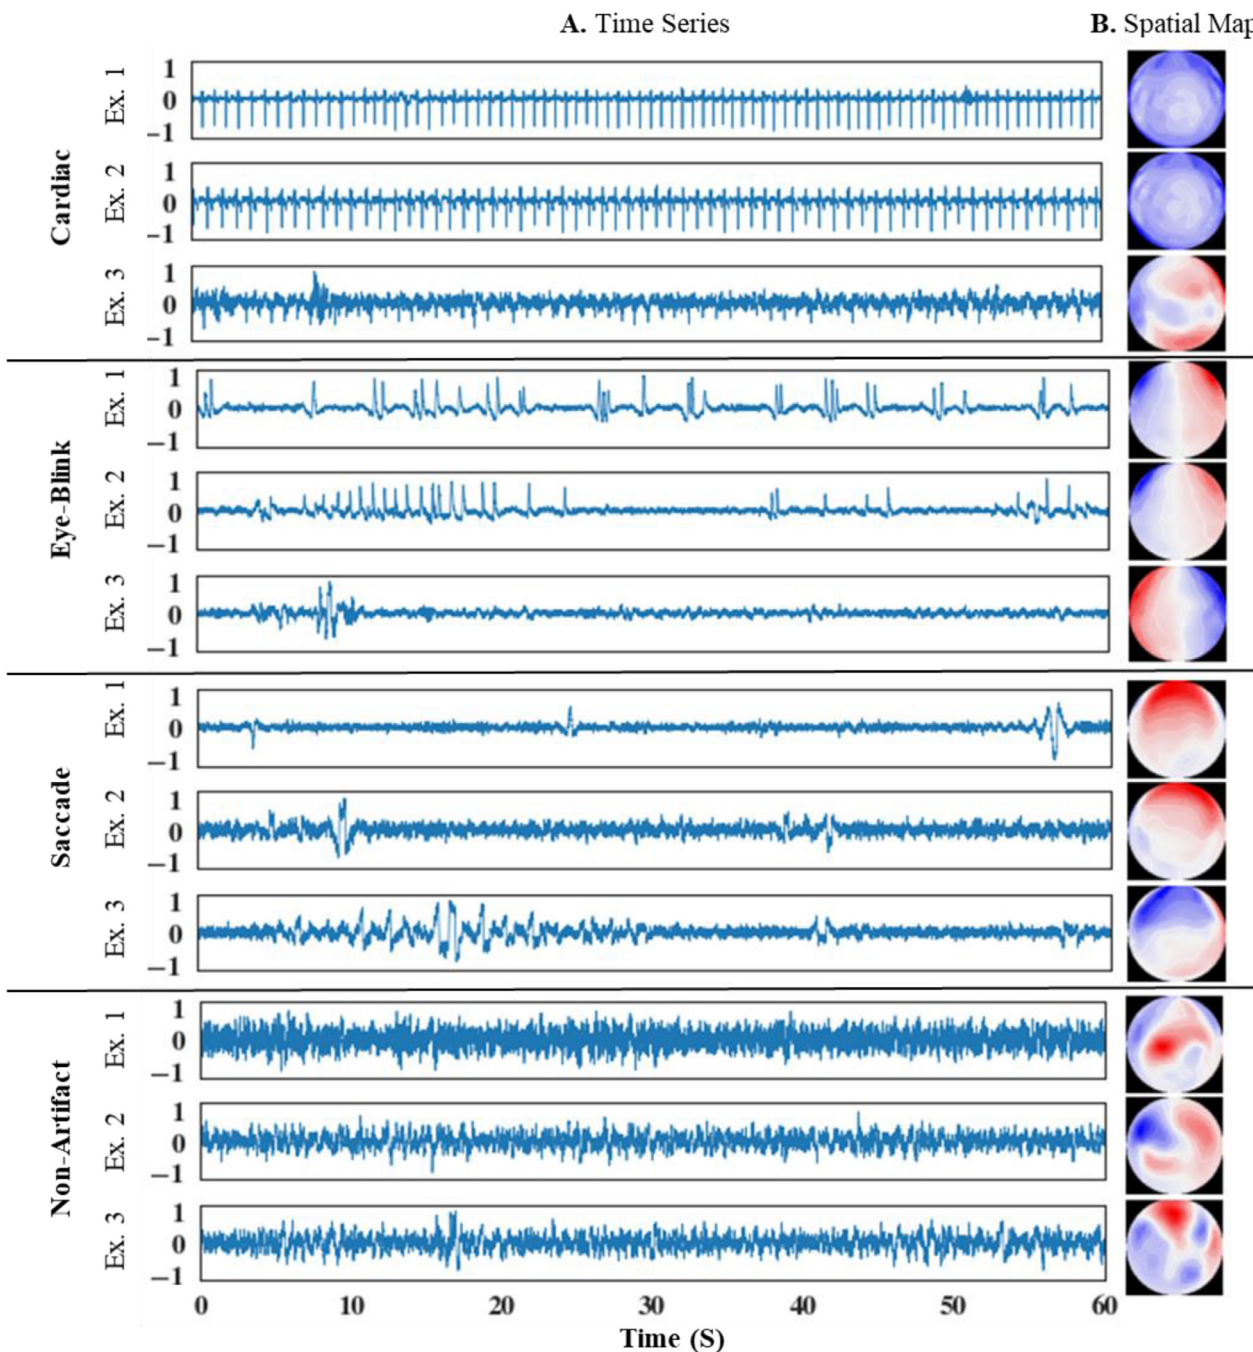 A. Time Series B. Spatial Map
Cardiac
Ex. 1
1
0
−1
Ex. 2
1
0
−1
Ex. 3
1
0
−1
Eye-Blink
Ex. 1
1
0
−1
Ex. 2
1
0
−1
Ex. 3
1
0
−1
Saccade
Ex. 1
1
0
−1
Ex. 2
1
0
−1
Ex. 3
1
0
−1
Non-Artifact
Ex. 1
1
0
−1
Ex. 2
1
0
−1
Ex. 3
1
0
−1
0 10 20 30 40 50 60
Time (S)